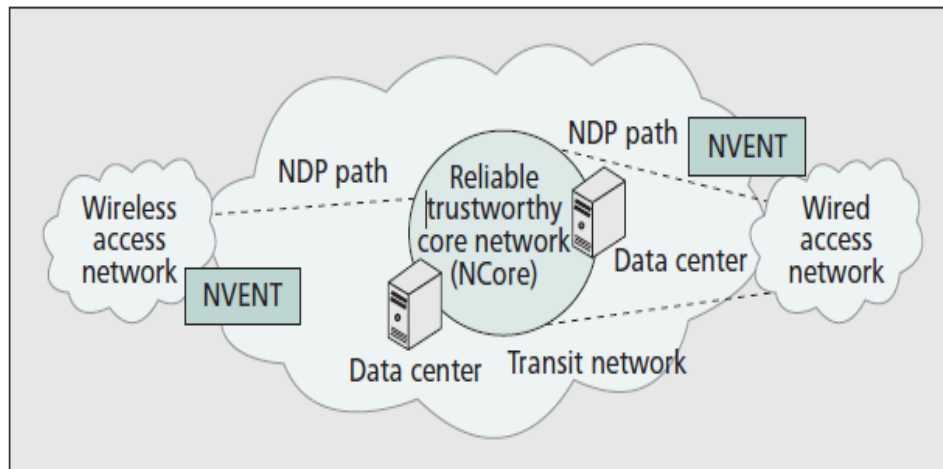 NDP path
NVENT
NDP path
Wireless
access
network
Reliable
trustworthy
core network
(NCore)
Wired
access
network
Data center
NVENT
Data center
Transit network